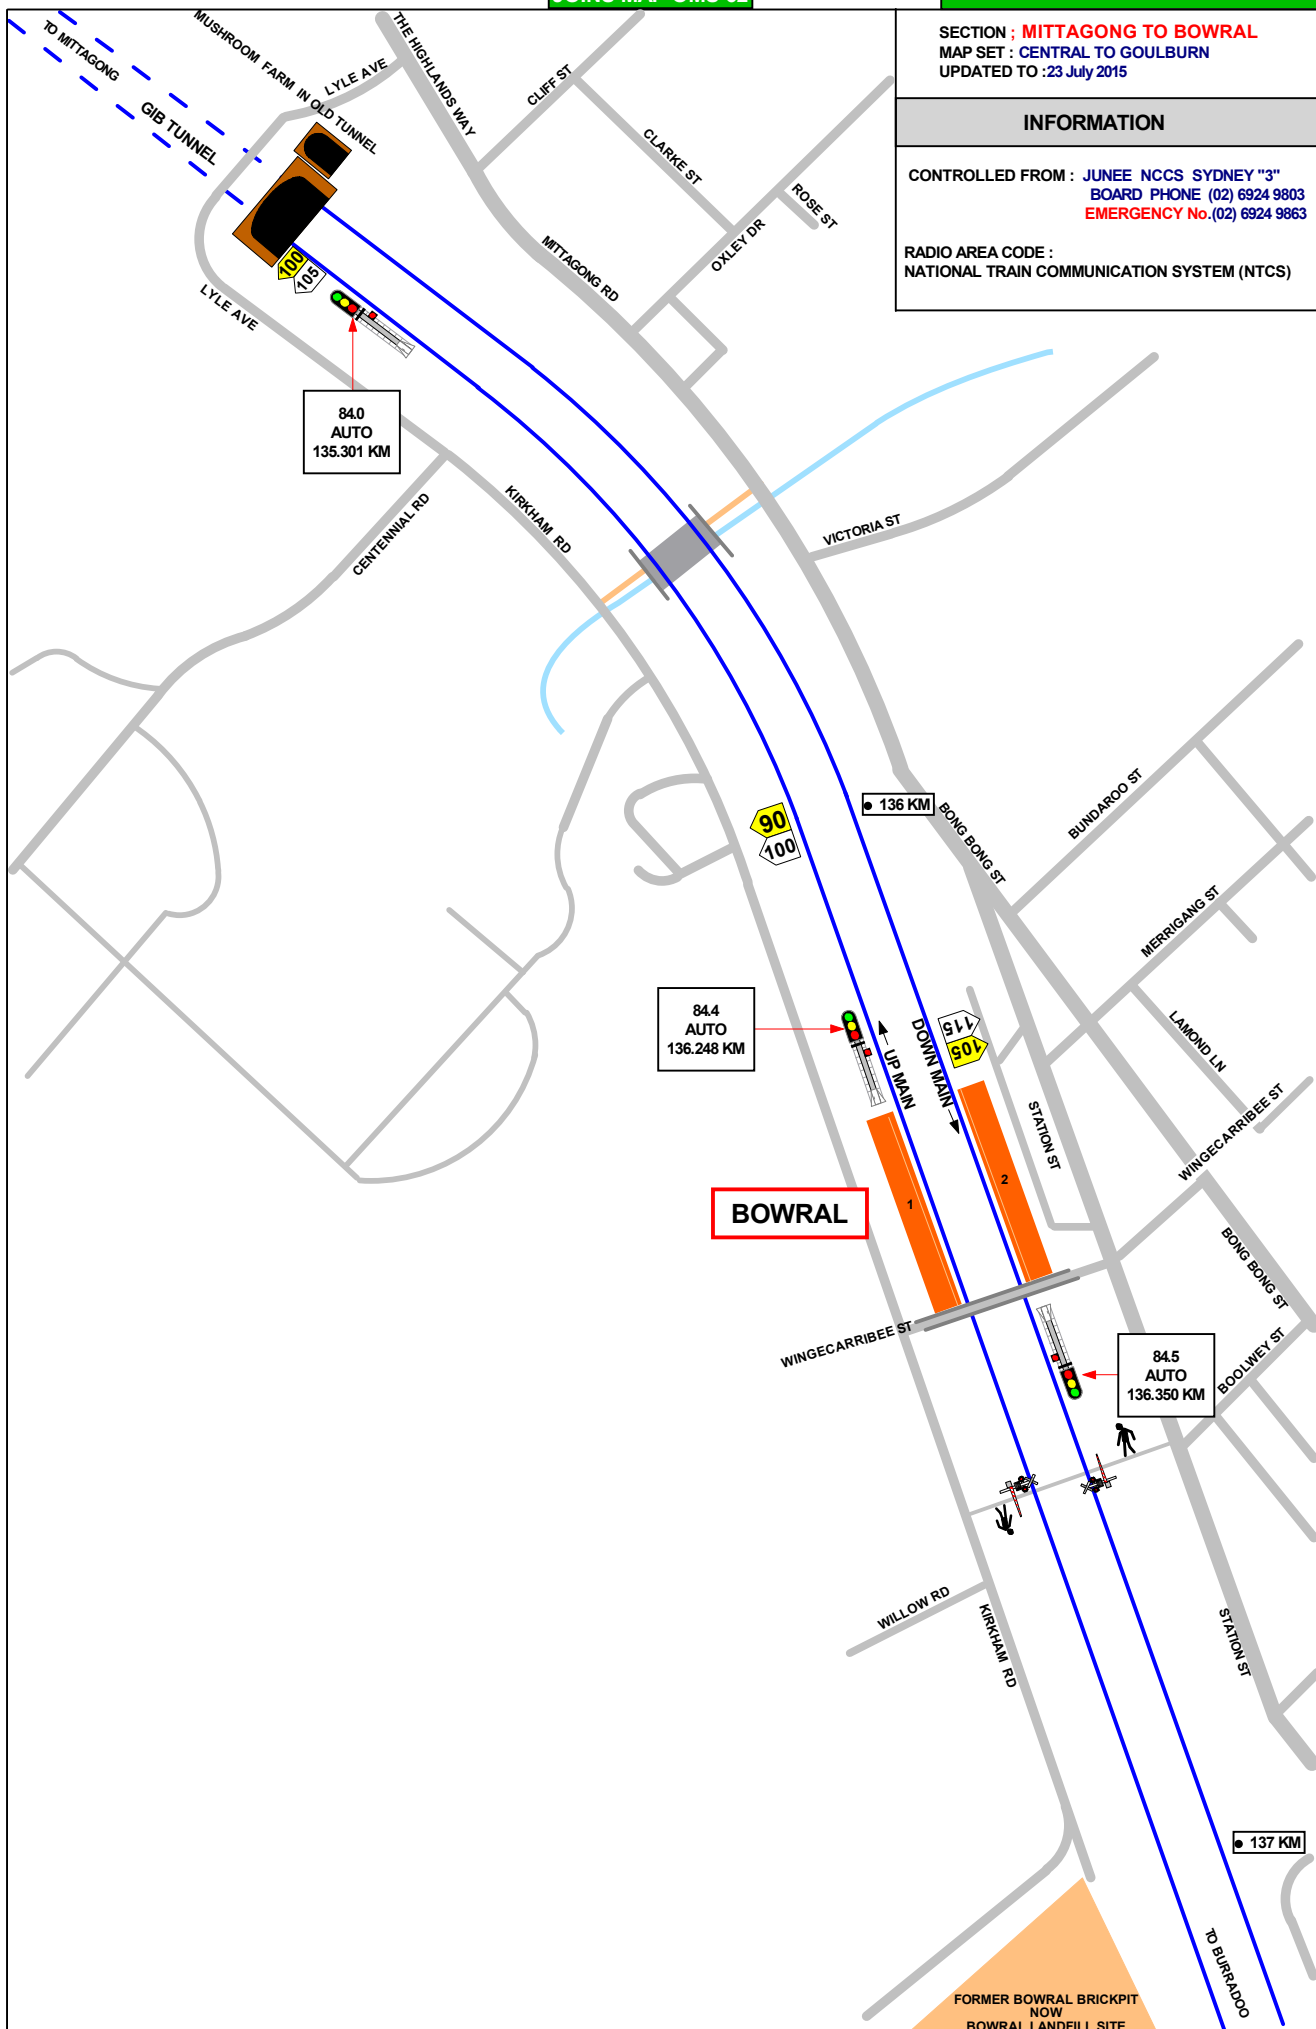 SECTION ; MITTAGONG TO BOWRAL
MAP SET : CENTRAL TO GOULBURN
UPDATED TO :23 July 2015
INFORMATION
CONTROLLED FROM : JUNEE NCCS SYDNEY "3"
BOARD PHONE (02) 6924 9803
EMERGENCY No.(02) 6924 9863
RADIO AREA CODE :
NATIONAL TRAIN COMMUNICATION SYSTEM (NTCS)
TO MITTAGONG
GIB TUNNEL
MUSHROOM FARM IN OLD TUNNEL
LYLE AVE
THE HIGHLANDS WAY
CLIFF ST
CLARKE ST
ROSE ST
OXLEY DR
MITTAGONG RD
100
105
LYLE AVE
84.0
AUTO
135.301 KM
CENTENNIAL RD
KIRKHAM RD
VICTORIA ST
136 KM
90
100
BONG BONG ST
BUNDAROO ST
MERRIGANG ST
LAMOND LN
84.4
AUTO
136.248 KM
UP MAIN
DOWN MAIN
115
105
STATION ST
WINGECARRIBEE ST
BOWRAL
1
2
BONG BONG ST
WINGECARRIBEE ST
84.5
AUTO
136.350 KM
BOOLWEY ST
WILLOW RD
KIRKHAM RD
STATION ST
137 KM
TO BURRADOO
FORMER BOWRAL BRICKPIT
NOW
BOWRAL LANDFILL SITE